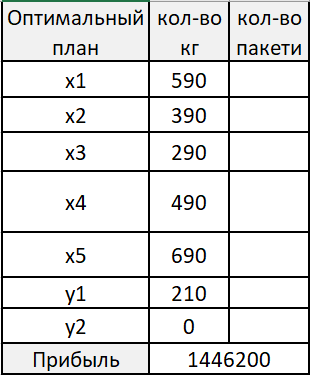 Оптимальный план кол-во кг кол-во пакети
x1 590
x2 390
x3 290
x4 490
x5 690
y1 210
y2 0
Прибыль 1446200